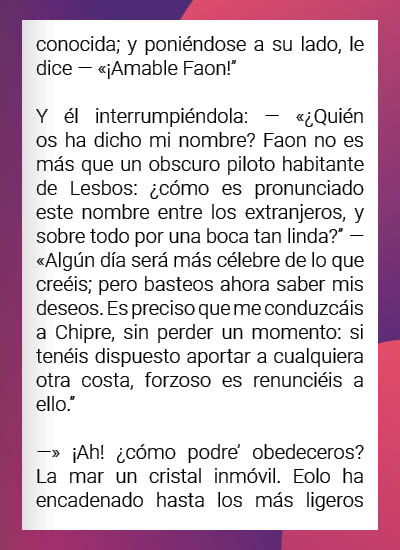 conocida; y poniéndose a su lado, le
dice — «¡Amable Faon!”
Y él interrumpiéndola: — «¿Quién
os ha dicho mi nombre? Faon no es
más que un obscuro piloto habitante
de Lesbos: ¿cómo es pronunciado
este nombre entre los extranjeros, y
sobre todo por una boca tan linda?” —
«Algún día será más célebre de lo que
creéis; pero basteos ahora saber mis
deseos. Es preciso que me conduzcáis
a Chipre, sin perder un momento: si
tenéis dispuesto aportar a cualquiera
otra costa, forzoso es renunciéis a
ello.”
—» ¡Ah! ¿cómo podre’ obedeceros?
La mar un cristal inmóvil. Eolo ha
encadenado hasta los más ligeros